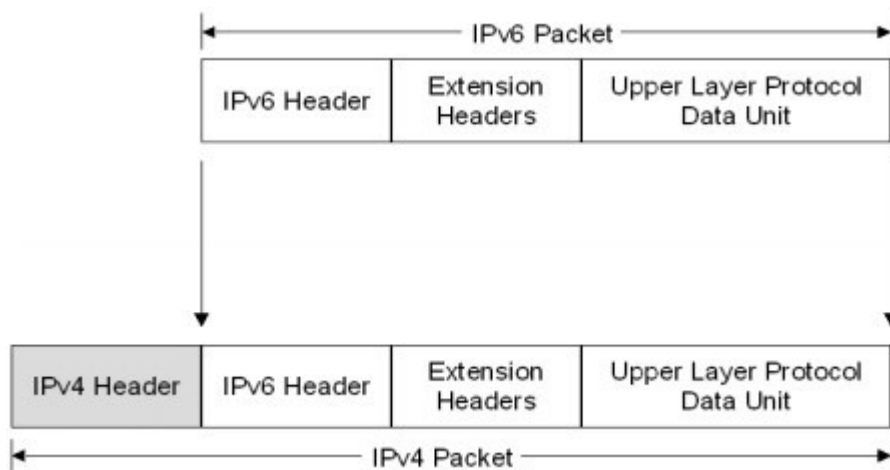 IPv6 Packet
IPv6 Header
Extension
Headers
Upper Layer Protocol
Data Unit
IPv4 Header
IPv6 Header
Extension
Headers
Upper Layer Protocol
Data Unit
IPv4 Packet